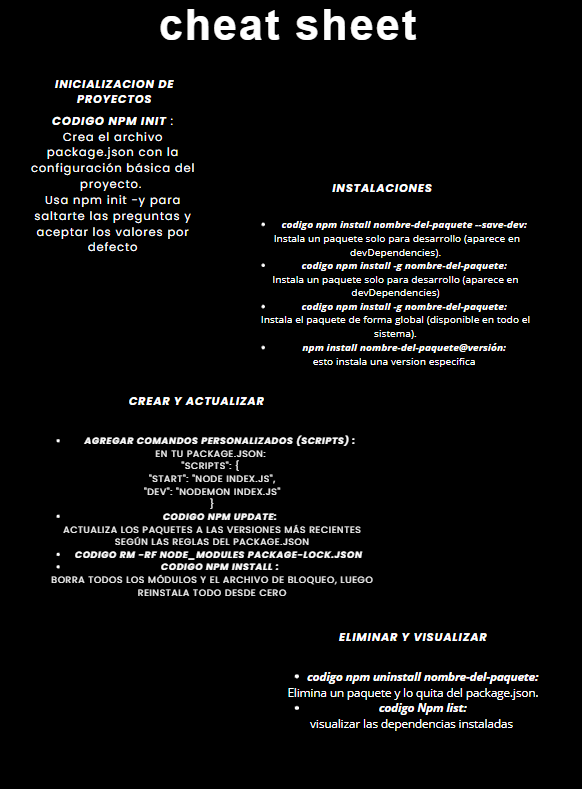 cheat sheet
INICIALIZACION DE
PROYECTOS
CODIGO NPM INIT :
Crea el archivo
package.json con la
configuración básica del
proyecto.
Usa npm init -y para
saltarte las preguntas y
aceptar los valores por
defecto
INSTALACIONES
• codigo npm install nombre-del-paquete --save-dev:
Instala un paquete solo para desarrollo (aparece en
devDependencies).
• codigo npm install -g nombre-del-paquete:
Instala un paquete solo para desarrollo (aparece en
devDependencies)
• codigo npm install -g nombre-del-paquete:
Instala el paquete de forma global (disponible en todo el
sistema).
• npm install nombre-del-paquete@versión:
esto instala una version especifica
CREAR Y ACTUALIZAR
• AGREGAR COMANDOS PERSONALIZADOS (SCRIPTS) :
EN TU PACKAGE.JSON:
"SCRIPTS": {
"START": "NODE INDEX.JS",
"DEV": "NODEMON INDEX.JS"
}
• CODIGO NPM UPDATE:
ACTUALIZA LOS PAQUETES A LAS VERSIONES MÁS RECIENTES
SEGÚN LAS REGLAS DEL PACKAGE.JSON
• CODIGO RM -RF NODE_MODULES PACKAGE-LOCK.JSON
• CODIGO NPM INSTALL :
BORRA TODOS LOS MÓDULOS Y EL ARCHIVO DE BLOQUEO, LUEGO
REINSTALA TODO DESDE CERO
ELIMINAR Y VISUALIZAR
• codigo npm uninstall nombre-del-paquete:
Elimina un paquete y lo quita del package.json.
• codigo Npm list:
visualizar las dependencias instaladas